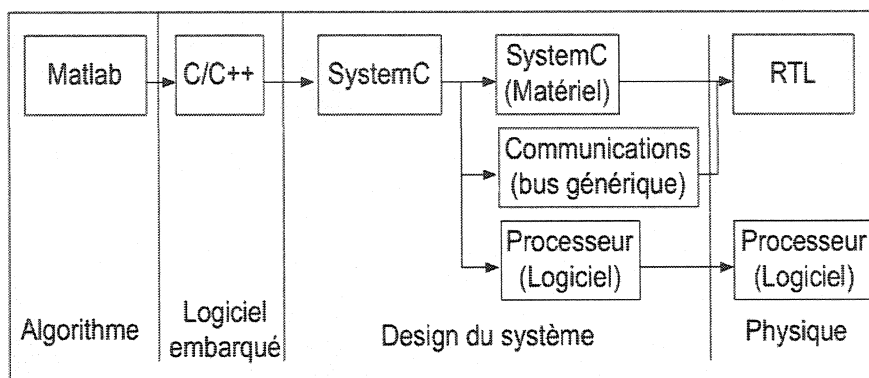 Matlab
C/C++
SystemC
SystemC
(Matériel)
RTL
Communications
(bus générique)
Processeur
(Logiciel)
Processeur
(Logiciel)
Algorithme
Logiciel
embarqué
Design du système
Physique